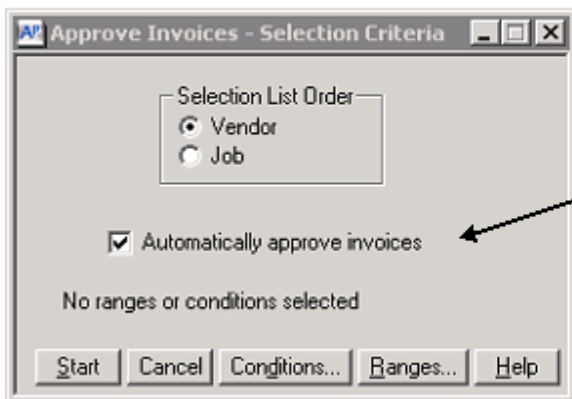 AP Approve Invoices - Selection Criteria
Selection List Order
Vendor
Job
Automatically approve invoices
No ranges or conditions selected
Start Cancel Conditions... Ranges... Help